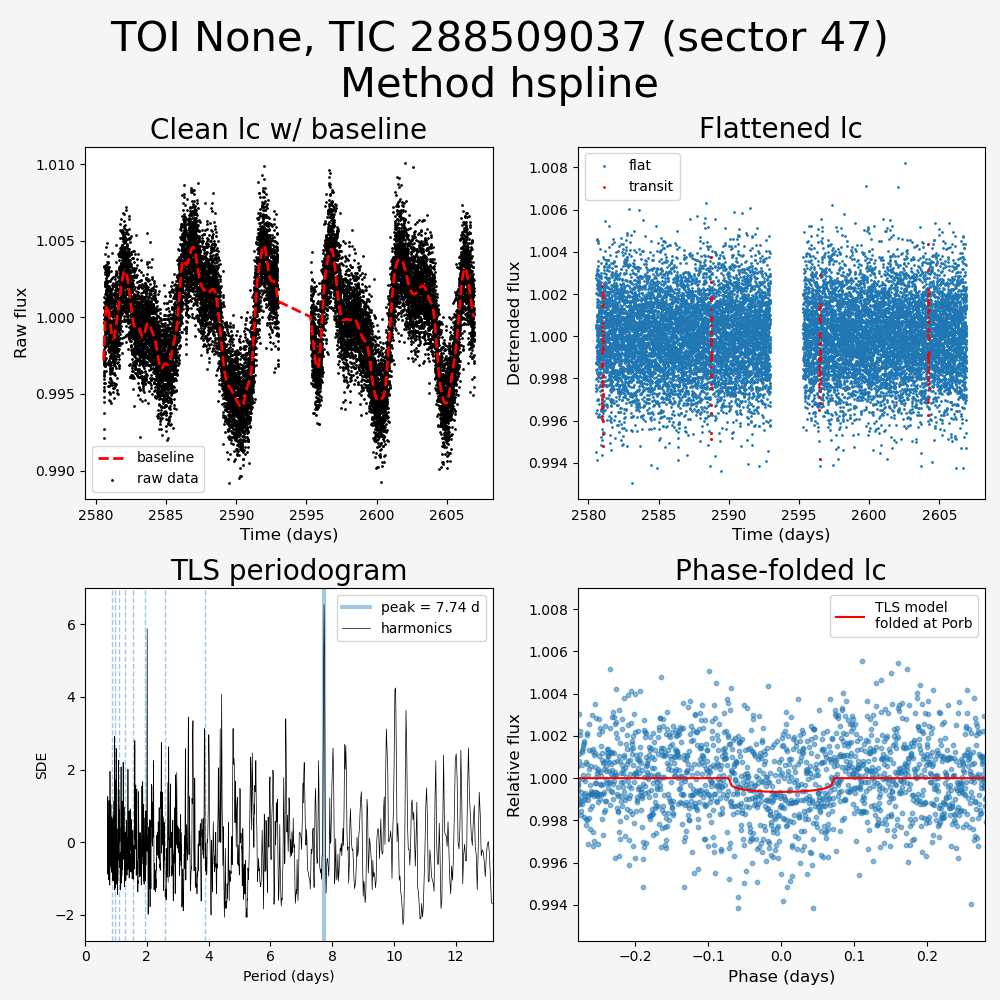 TOI None, TIC 288509037 (sector 47)
Method hspline
Clean lc w/ baseline
Raw flux
1.010
1.005
1.000
0.995
0.990
baseline
raw data
2580
2585
2590
2595
2600
2605
Time (days)
Flattened lc
Detrended flux
1.008
1.006
1.004
1.002
1.000
0.998
0.996
0.994
flat
transit
2580
2585
2590
2595
2600
2605
Time (days)
TLS periodogram
SDE
6
4
2
0
−2
peak = 7.74 d
harmonics
0
2
4
6
8
10
12
Period (days)
Phase-folded lc
Relative flux
1.008
1.006
1.004
1.002
1.000
0.998
0.996
0.994
TLS model
folded at Porb
−0.2
−0.1
0.0
0.1
0.2
Phase (days)